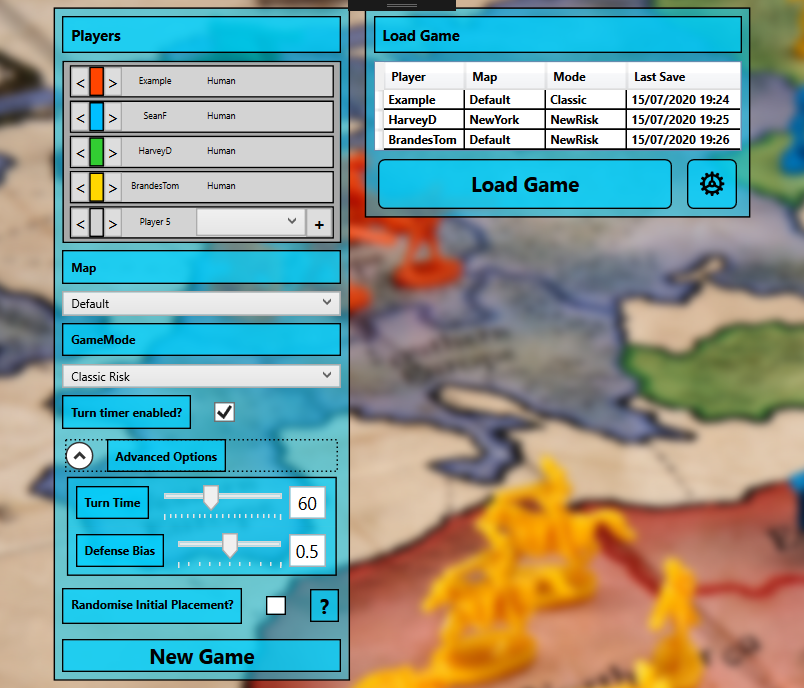 Players
< > Example Human
< > SeanF Human
< > HarveyD Human
< > BrandesTom Human
< > Player 5 +
Map
Default
GameMode
Classic Risk
Turn timer enabled?
Advanced Options
Turn Time 60
Defense Bias 0.5
Randomise Initial Placement? ?
New Game
Load Game
Player Map Mode Last Save
Example Default Classic 15/07/2020 19:24
HarveyD NewYork NewRisk 15/07/2020 19:25
BrandesTom Default NewRisk 15/07/2020 19:26
Load Game